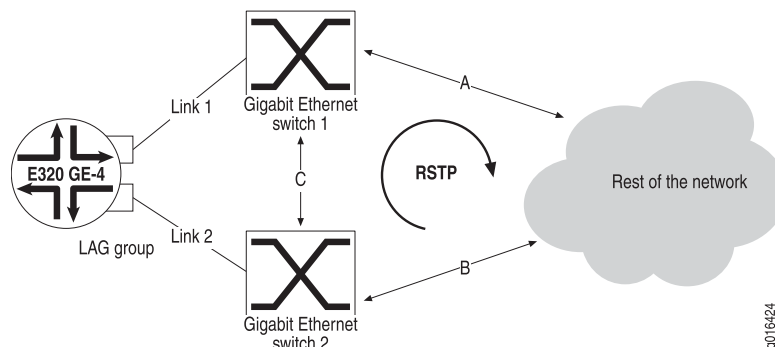 Gigabit Ethernet
switch 1
Link 1
A
E320 GE-4
C
RSTP
Rest of the network
Link 2
LAG group
B
Gigabit Ethernet
switch 2
g016424